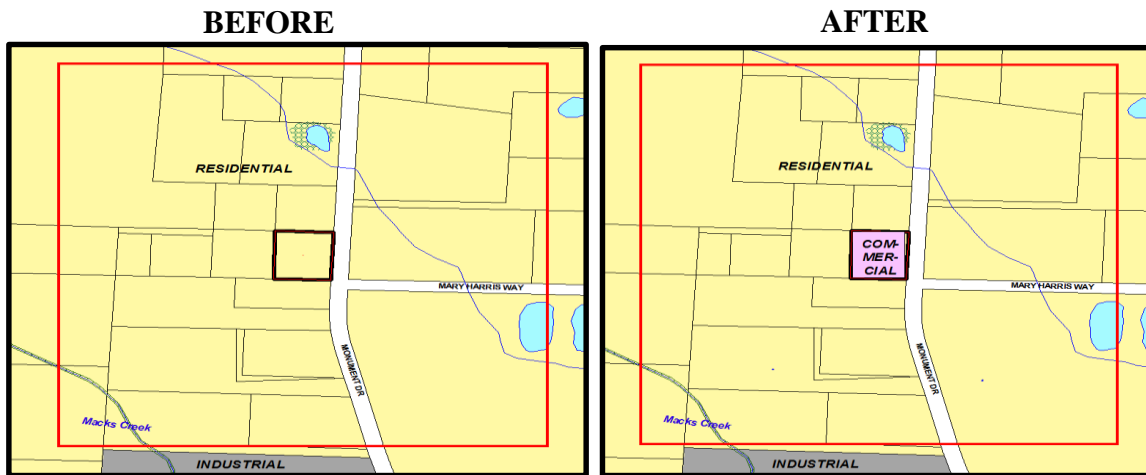 BEFORE
AFTER
RESIDENTIAL
MARY HARRIS WAY
MONUMENT DR
Macks Creek
INDUSTRIAL
RESIDENTIAL
COM-
MER-
CIAL
MARY HARRIS WAY
MONUMENT DR
Macks Creek
INDUSTRIAL